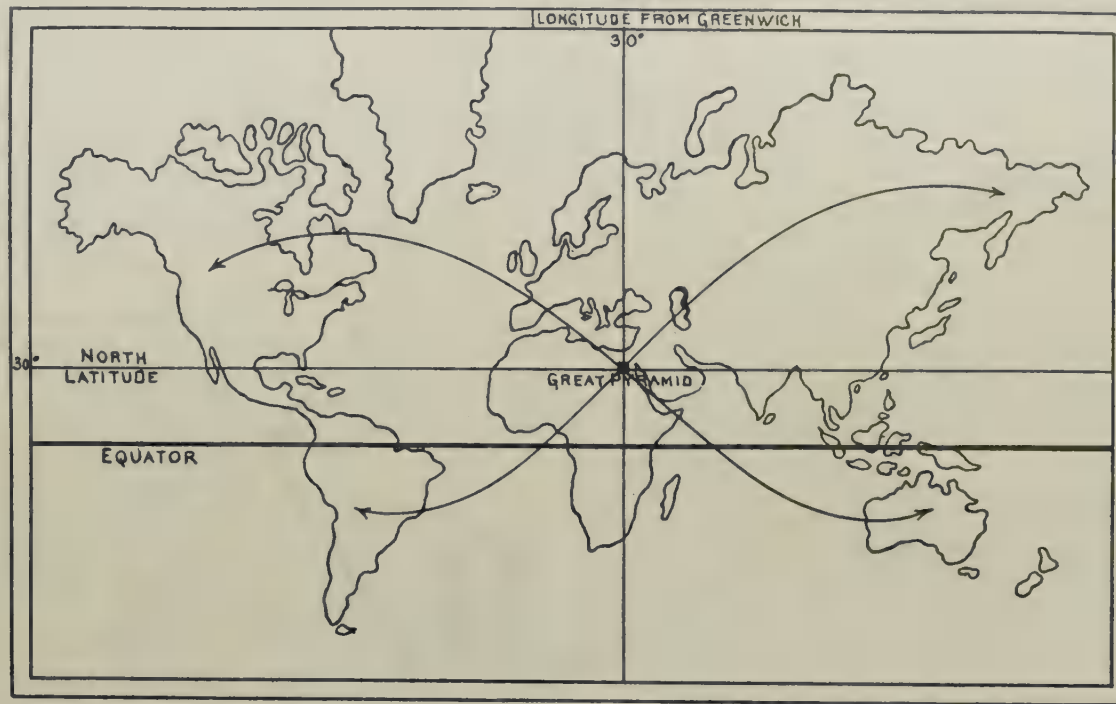 LONGITUDE FROM GREENWICH
30°
30°
NORTH
LATITUDE
GREAT PYRAMID
EQUATOR